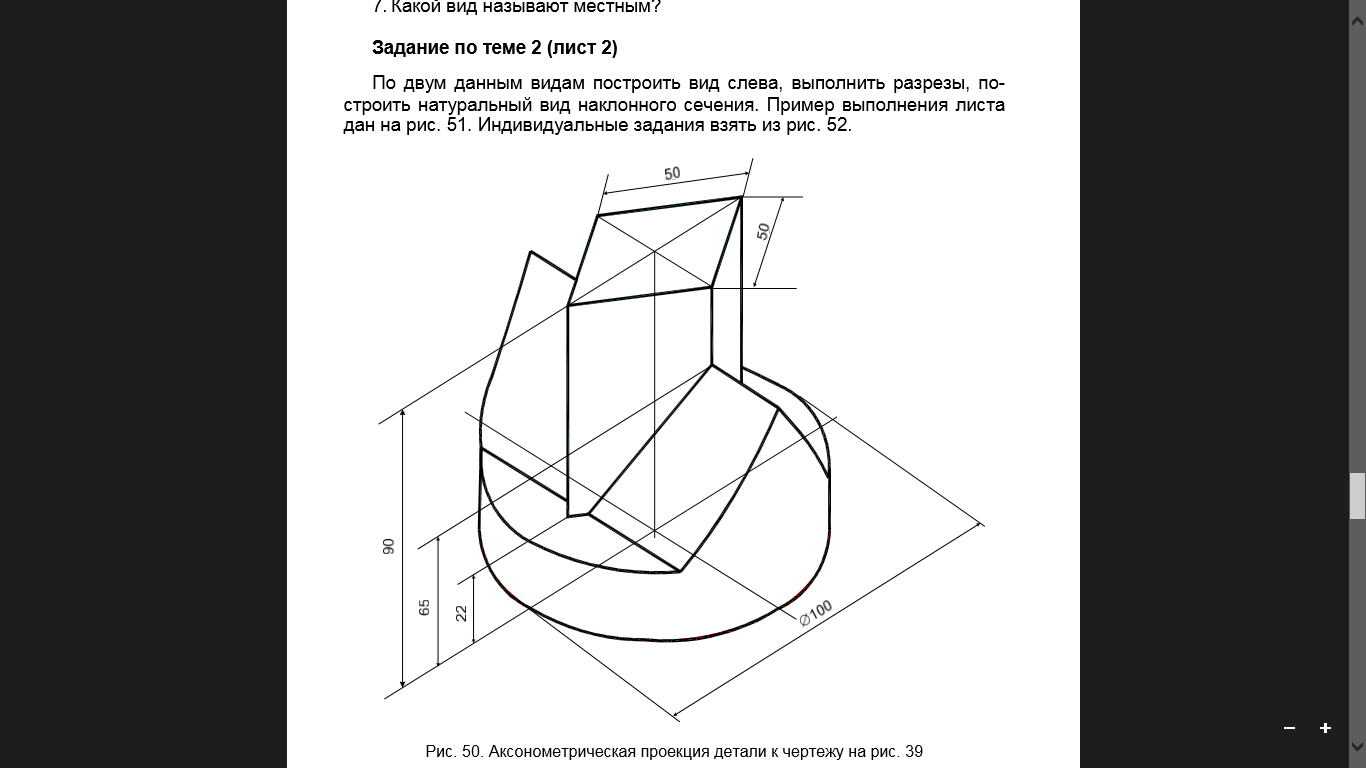 7. Какой вид называют местным?
Задание по теме 2 (лист 2)
По двум данным видам построить вид слева, выполнить разрезы, по-
строить натуральный вид наклонного сечения. Пример выполнения листа
дан на рис. 51. Индивидуальные задания взять из рис. 52.
50
50
90
65
22
∅100
Рис. 50. Аксонометрическая проекция детали к чертежу на рис. 39